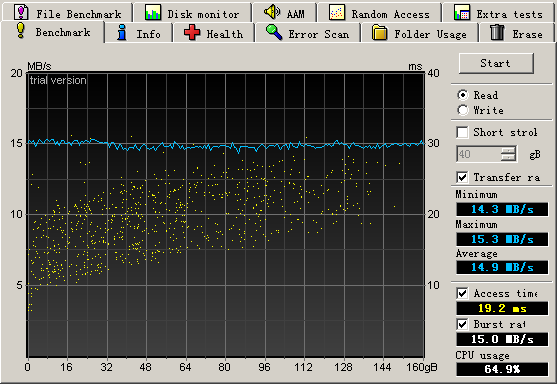 File Benchmark Disk monitor AAM Random Access Extra tests
Benchmark Info Health Error Scan Folder Usage Erase
20 MB/s ms 40
trial version
15 30
10 20
5 10
0 16 32 48 64 80 96 112 128 144 160gB
Start
Read
Write
Short strol
40 gB
Transfer ra
Minimum
14.3 MB/s
Maximum
15.3 MB/s
Average
14.9 MB/s
Access time
19.2 ms
Burst rat
15.0 MB/s
CPU usage
64.9%